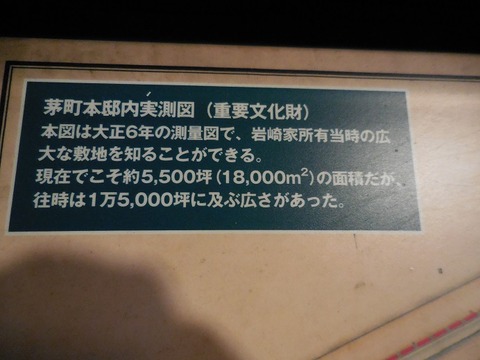 茅町本邸内実測図（重要文化財）
本図は大正6年の測量図で、岩崎家所有当時の広
大な敷地を知ることができる。
現在でこそ約5,500坪（18,000m²）の面積だが、
往時は1万5,000坪に及ぶ広さがあった。